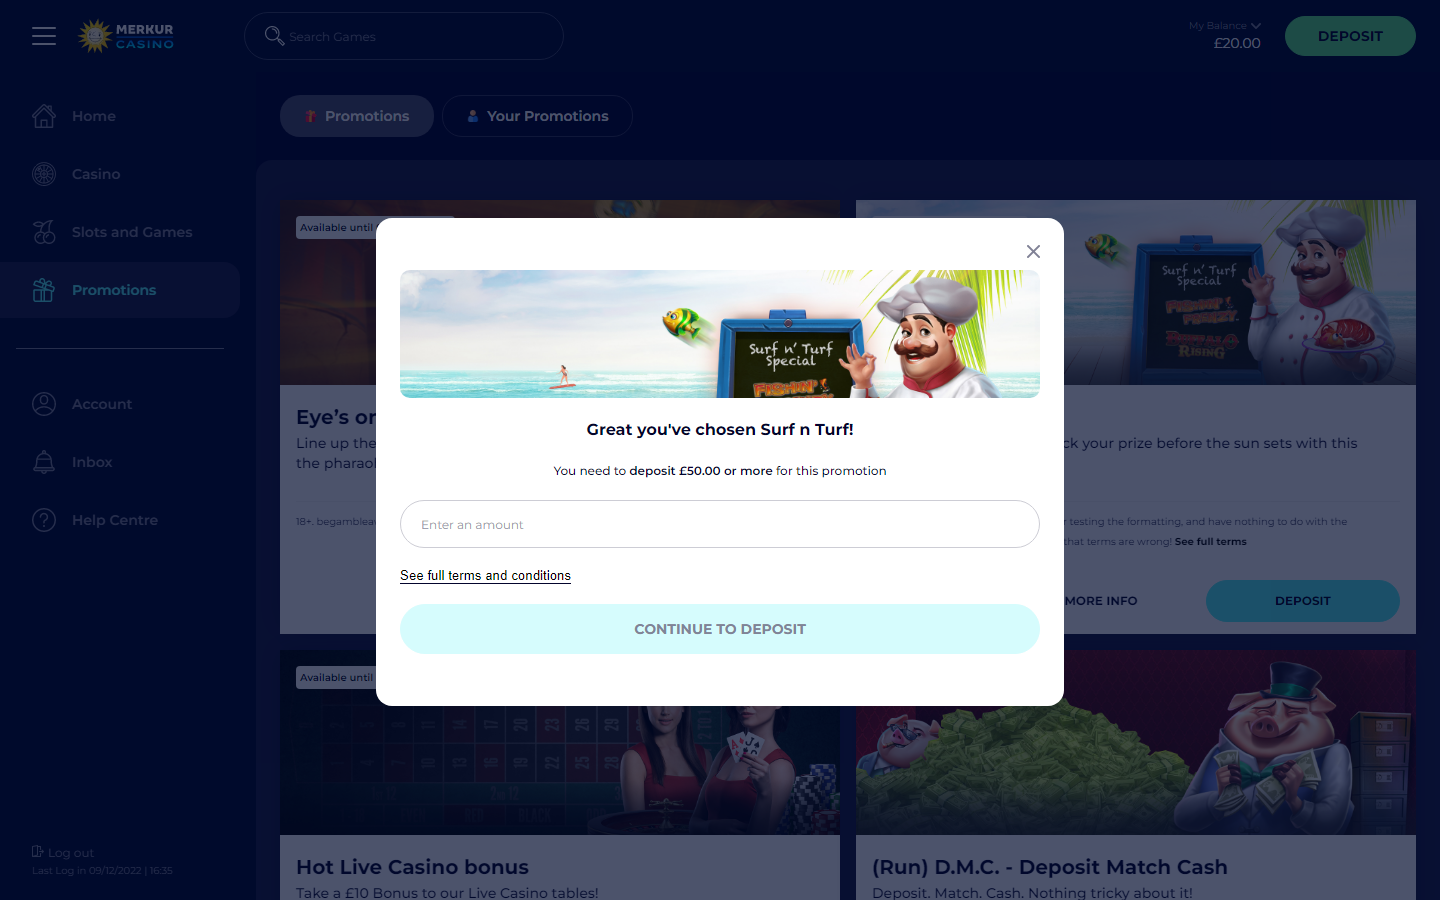 MERKUR
CASINO
Search Games
My Balance
£20.00
DEPOSIT
Home
Casino
Slots and Games
Promotions
Account
Inbox
Help Centre
Log out
Last Log in 09/12/2022 | 16:35
Promotions
Your Promotions
Available until
Eye's on
Line up the
the pharaoh
18+. begambleaw
Surf n' Turf
Special
FISHIN'
FRENZY
BUFFALO
RISING
ck your prize before the sun sets with this
r testing the formatting, and have nothing to do with the
that terms are wrong! See full terms
MORE INFO
DEPOSIT
Surf n' Turf
Special
FISHIN'
Great you've chosen Surf n Turf!
You need to deposit £50.00 or more for this promotion
Enter an amount
See full terms and conditions
CONTINUE TO DEPOSIT
Available until
Hot Live Casino bonus
Take a £10 Bonus to our Live Casino tables!
(Run) D.M.C. - Deposit Match Cash
Deposit. Match. Cash. Nothing tricky about it!